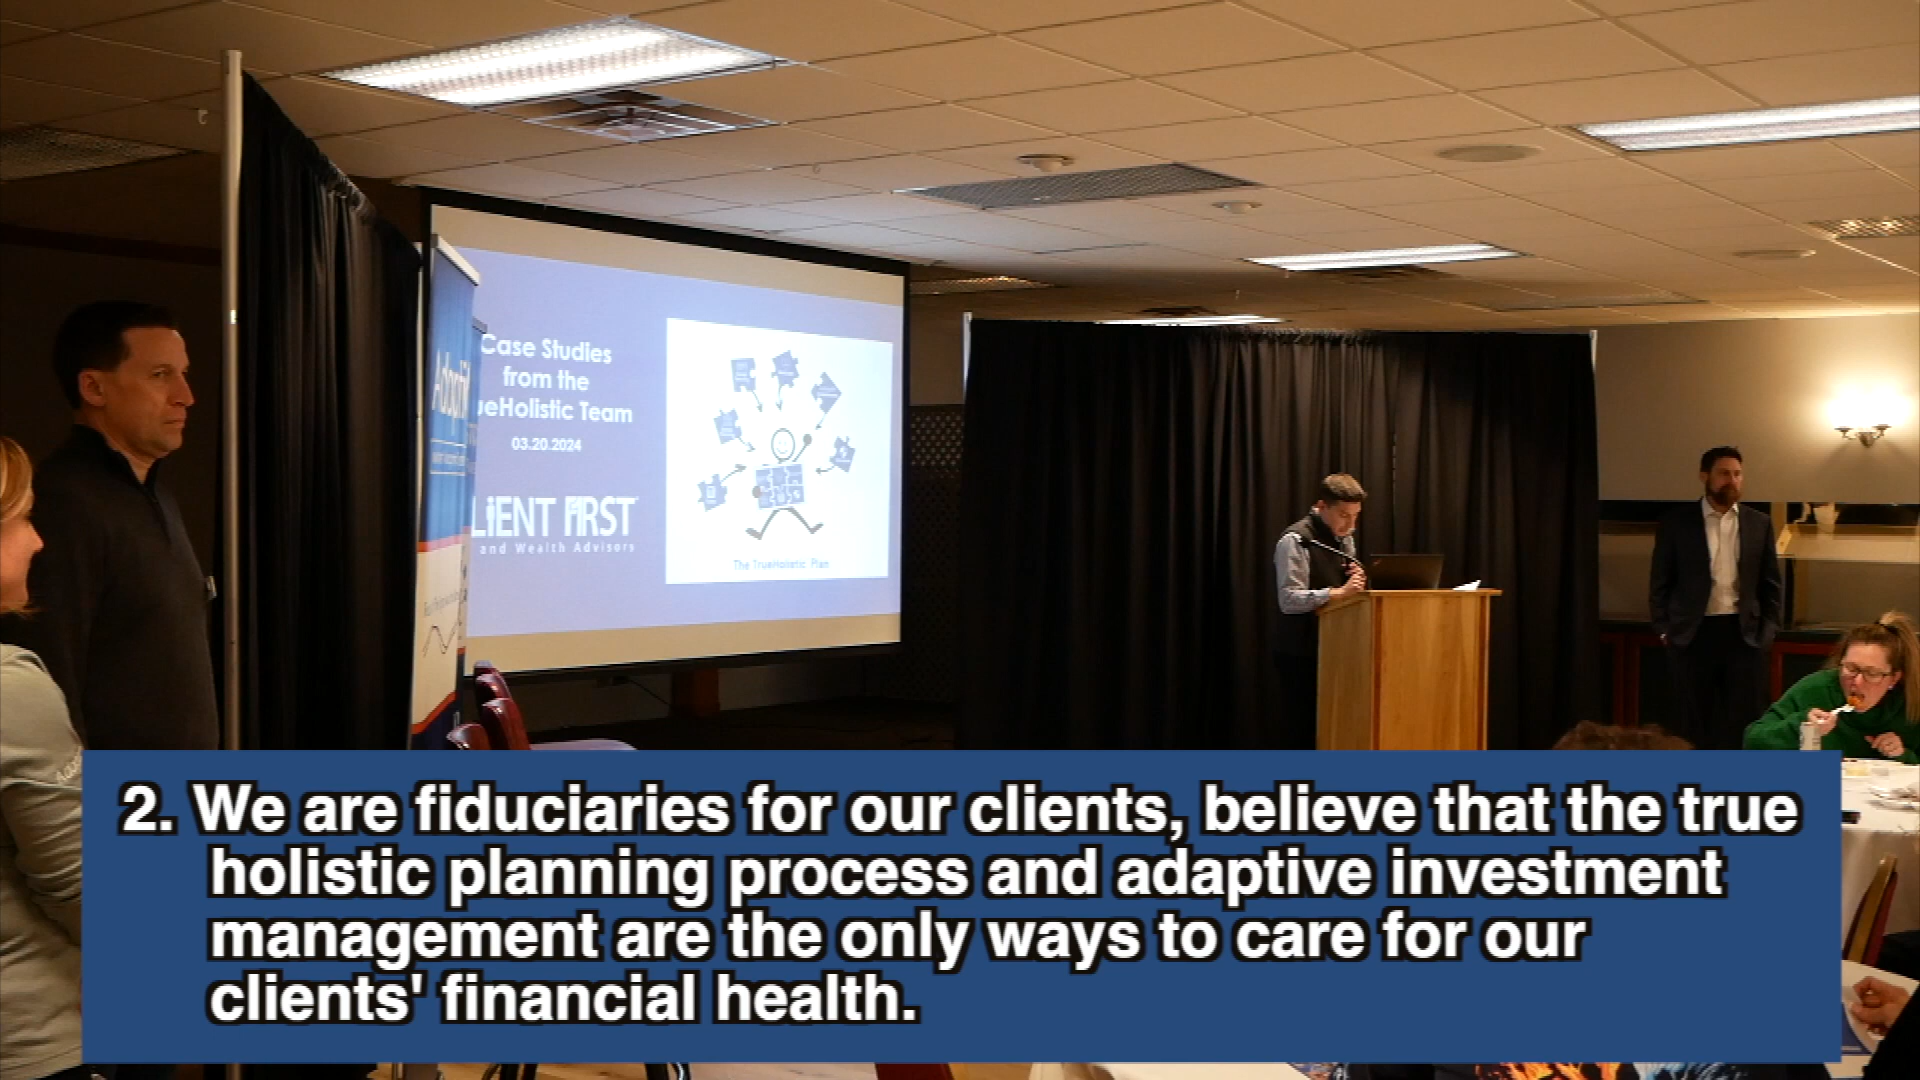 Case Studies
from the
ueHolistic Team
03.20.2024
LiENT FiRST
and Wealth Advisors
The TrueHolistic Plan
Adapti
2. We are fiduciaries for our clients, believe that the true
holistic planning process and adaptive investment
management are the only ways to care for our
clients' financial health.